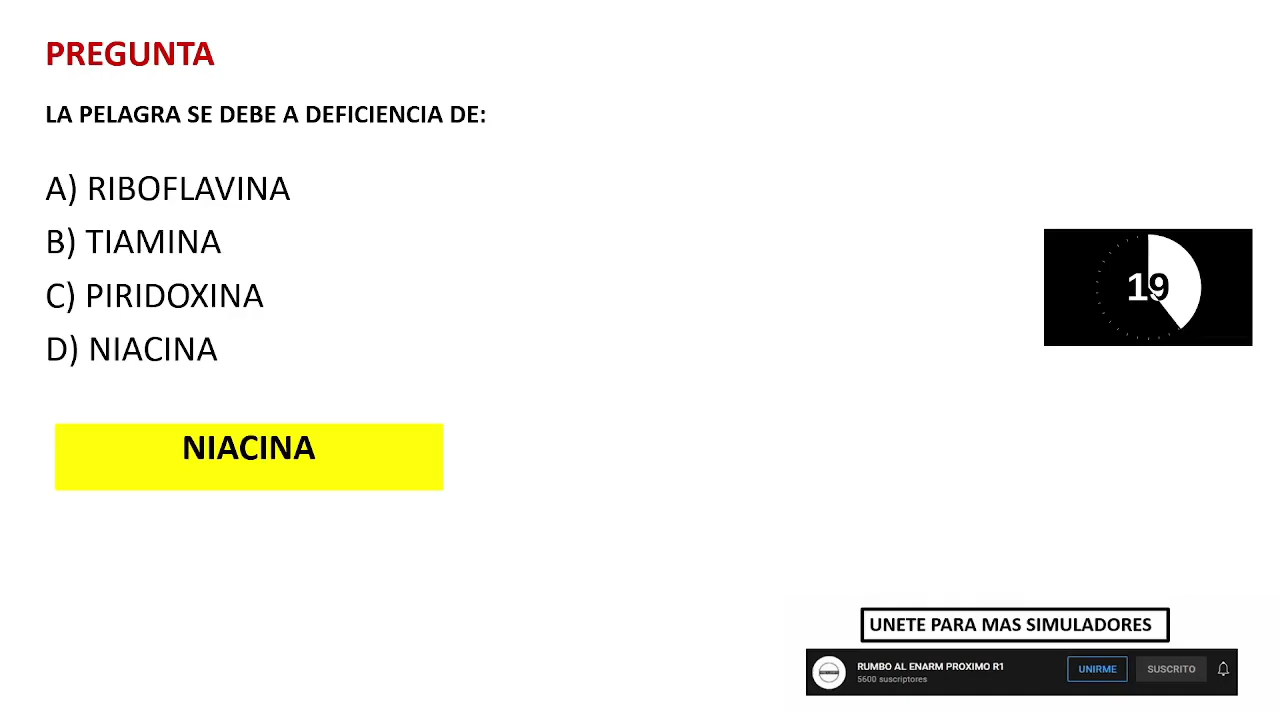 PREGUNTA
LA PELAGRA SE DEBE A DEFICIENCIA DE:
A) RIBOFLAVINA
B) TIAMINA
C) PIRIDOXINA
D) NIACINA
19
NIACINA
UNETE PARA MAS SIMULADORES
RUMBO AL ENARM PROXIMO R1
5600 suscriptores
UNIRME
SUSCRITO